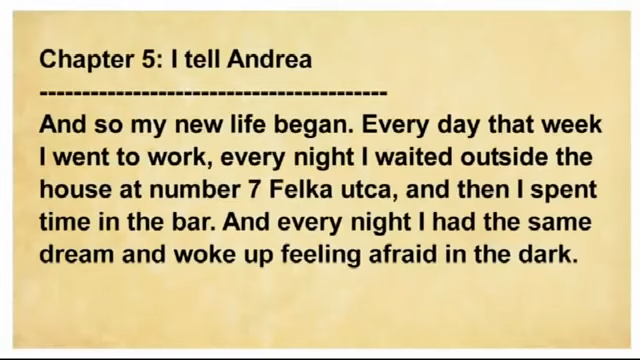 Chapter 5: I tell Andrea
-----------------------------------------
And so my new life began. Every day that week
I went to work, every night I waited outside the
house at number 7 Felka utca, and then I spent
time in the bar. And every night I had the same
dream and woke up feeling afraid in the dark.